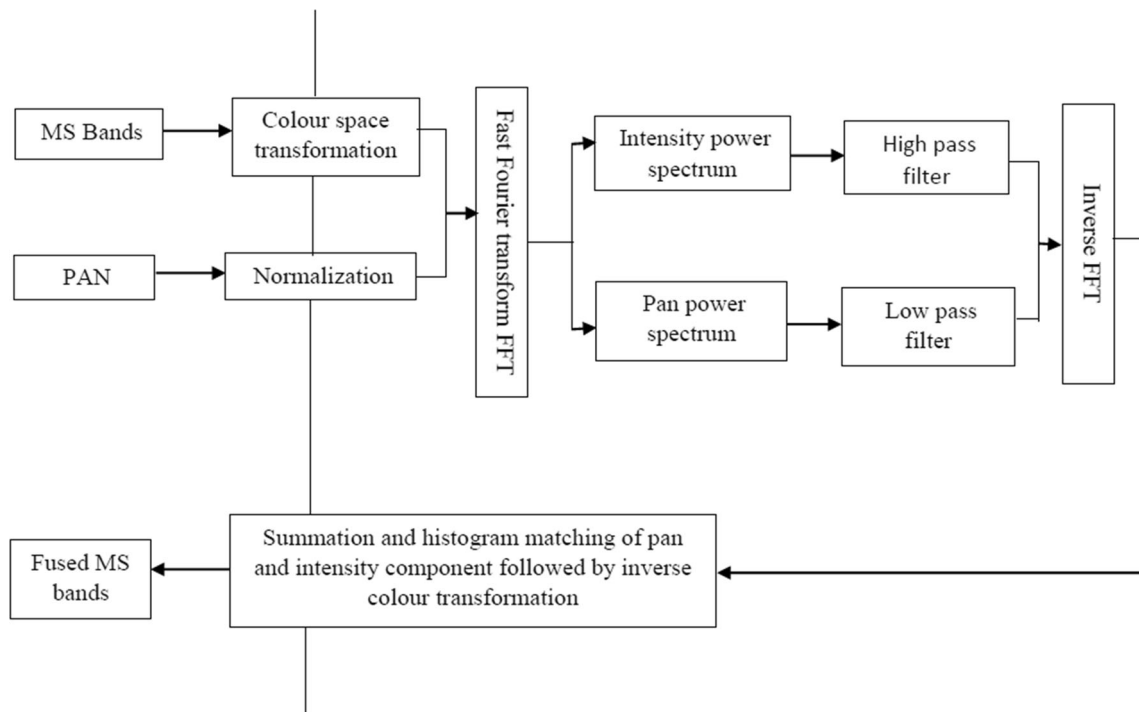 MS Bands
Colour space
transformation
PAN
Normalization
Fast Fourier transform FFT
Intensity power
spectrum
High pass
filter
Pan power
spectrum
Low pass
filter
Inverse FFT
Summation and histogram matching of pan
and intensity component followed by inverse
colour transformation
Fused MS
bands